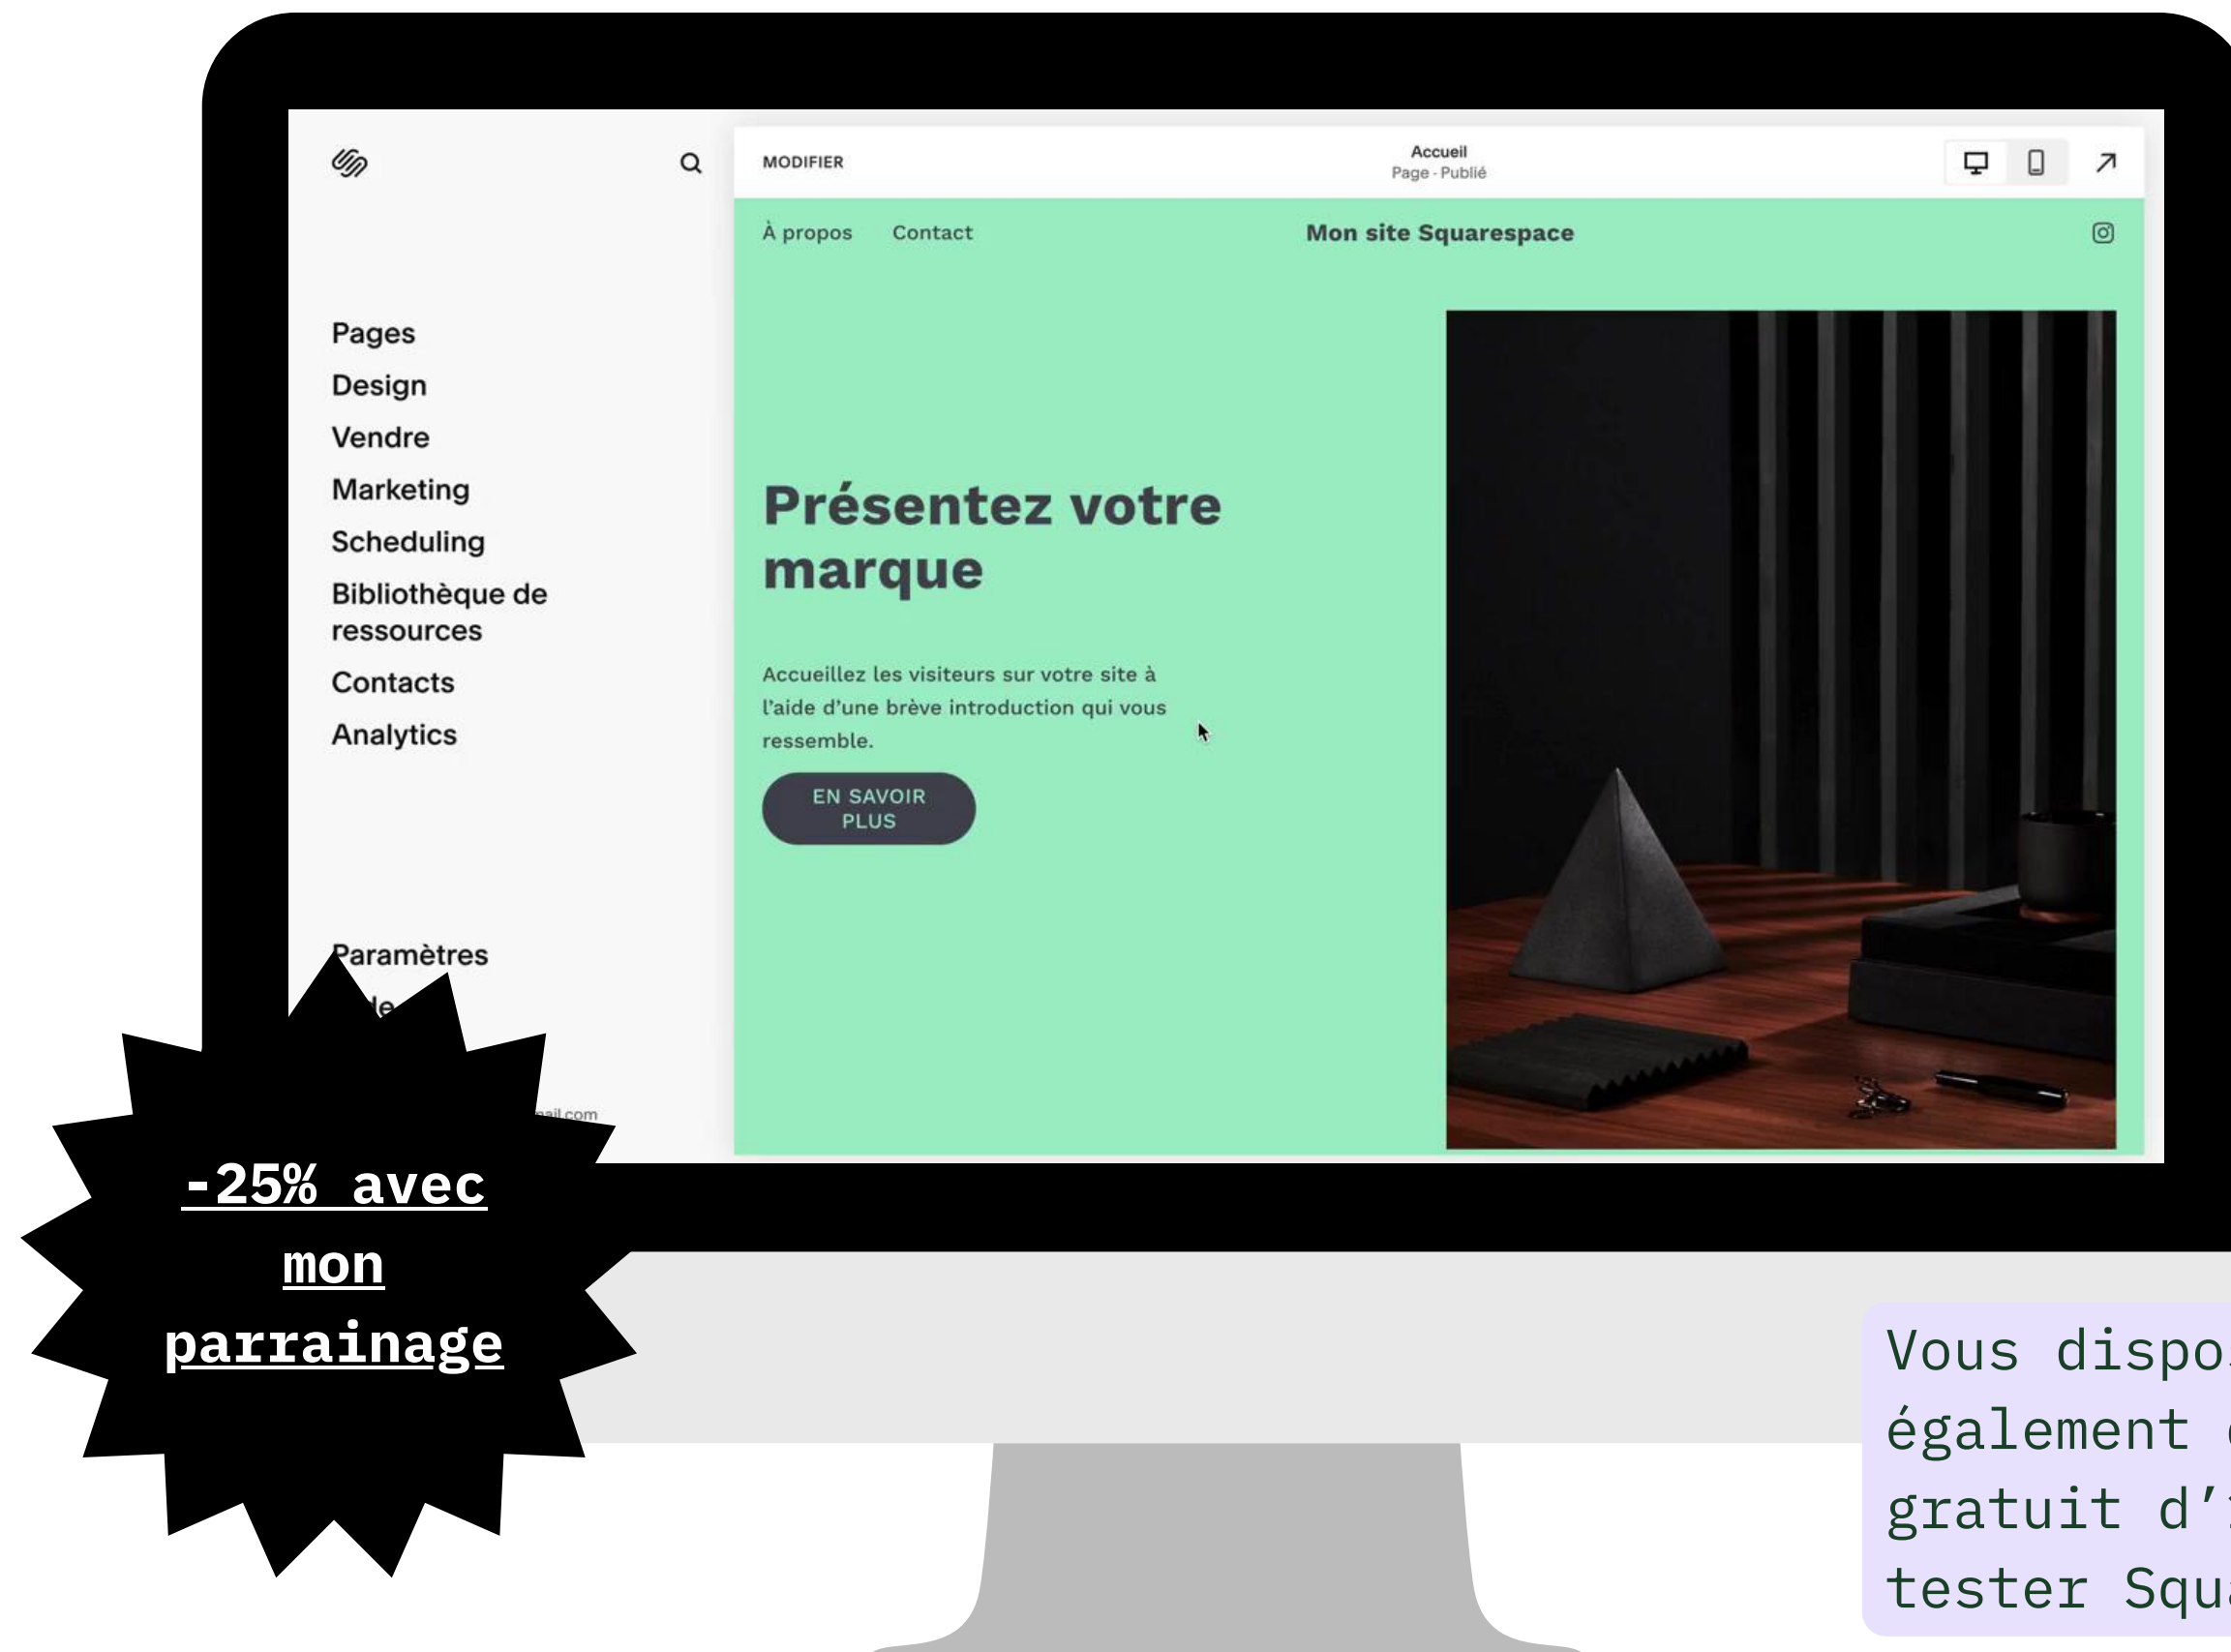 MODIFIER
Accueil
Page - Publié
À propos Contact
Mon site Squarespace
Pages
Design
Vendre
Marketing
Scheduling
Bibliothèque de
ressources
Contacts
Analytics
Paramètres
Présentez votre
marque
Accueillez les visiteurs sur votre site à
l’aide d’une brève introduction qui vous
ressemble.
EN SAVOIR
PLUS
-25% avec
mon
parrainage
Vous
également
gratuit
tester